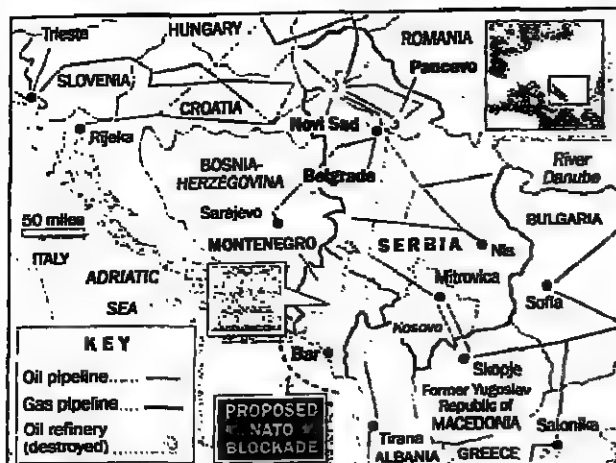 Trieste
HUNGARY
ROMANIA
Pancevo
SLOVENIA
CROATIA
Rijeka
Novi Sad
BOSNIA-
HERZEGOVINA
Belgrade
River
Danube
50 miles
Sarajevo
BULGARIA
MONTENEGRO
SERBIA
Nis
ITALY
ADRIATIC
SEA
Mitrovica
Sofia
Kosovo
Bar
Skopje
Former Yugoslav
Republic of
MACEDONIA
Salonika
Tirana
ALBANIA
GREECE
KEY
Oil pipeline
Gas pipeline
Oil refinery
(destroyed)
PROPOSED
NATO
BLOCKADE